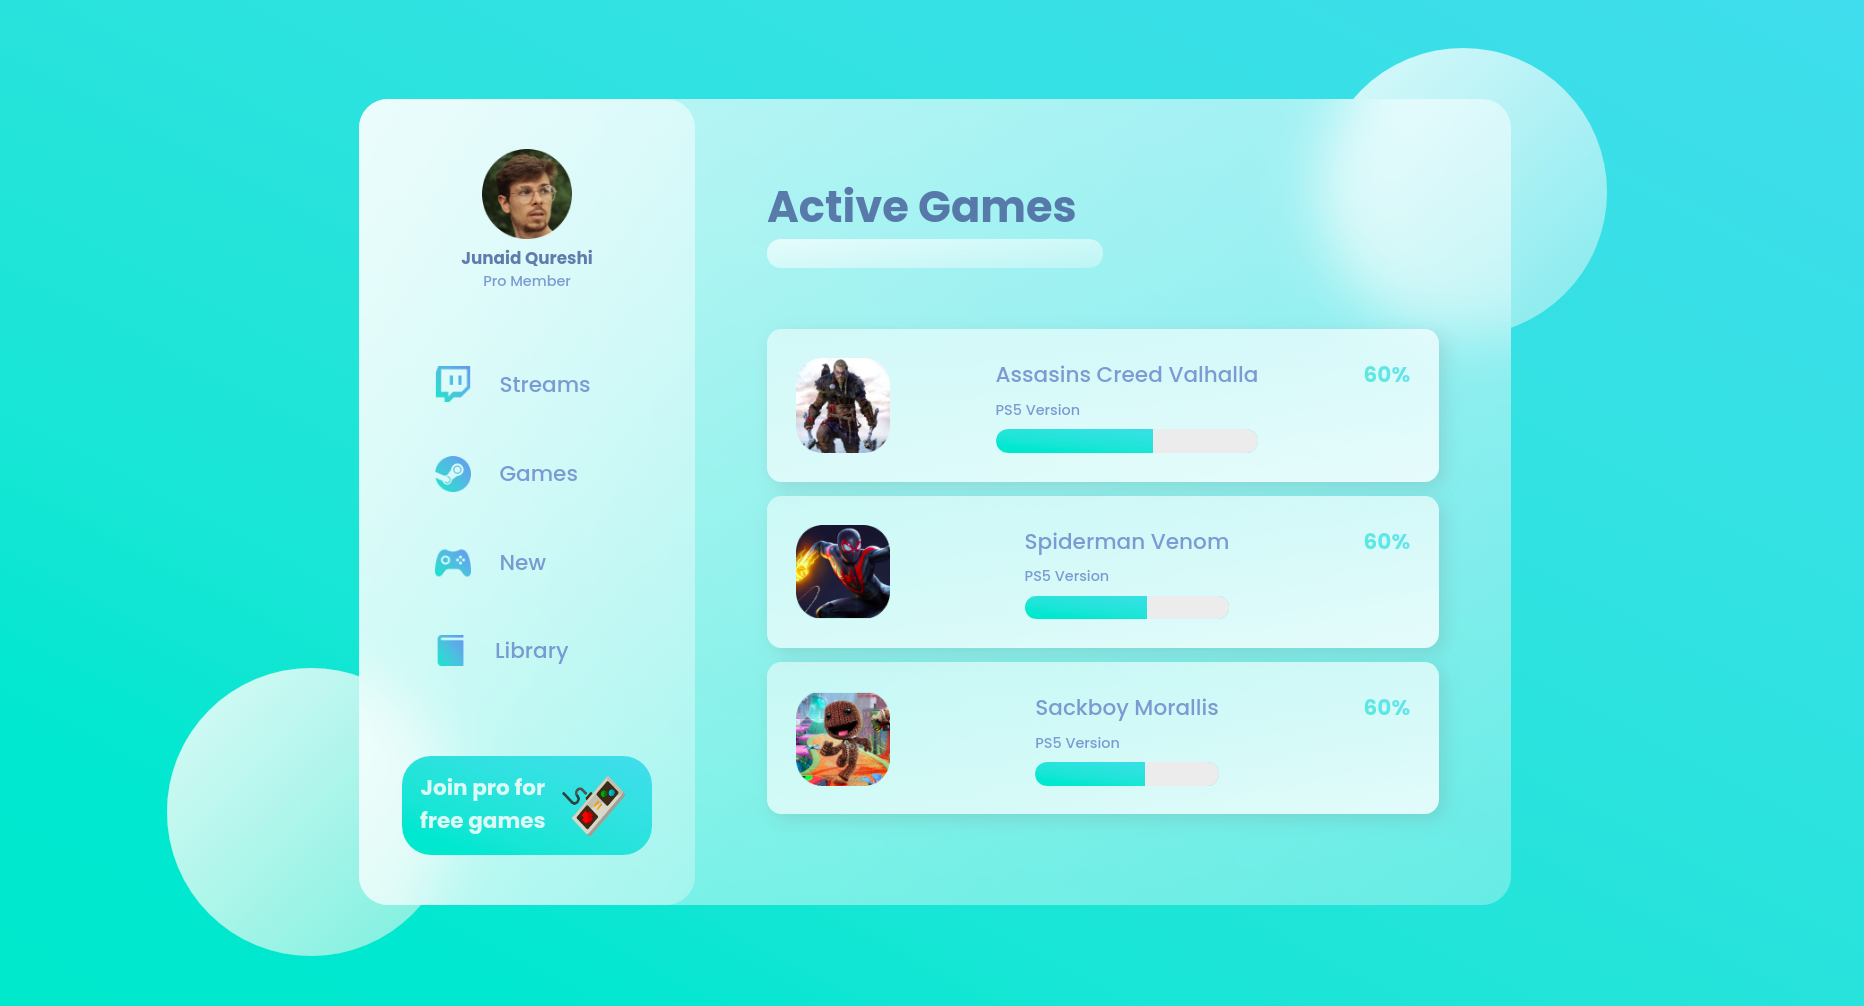 Junaid Qureshi
Pro Member
Streams
Games
New
Library
Join pro for
free games
Active Games
Assasins Creed Valhalla
60%
PS5 Version
Spiderman Venom
60%
PS5 Version
Sackboy Morallis
60%
PS5 Version